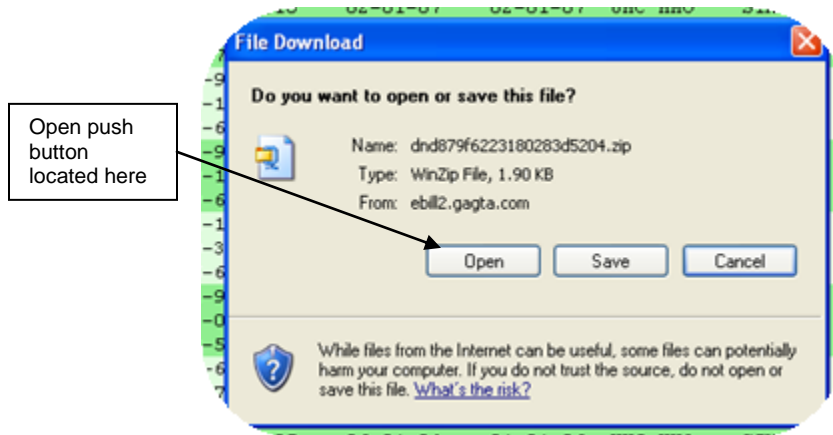 File Download
Do you want to open or save this file?
Open push
button
located here
Name: dnd879f6223180283d5204.zip
Type: WinZip File, 1.90 KB
From: ebill2.gagta.com
Open Save Cancel
While files from the Internet can be useful, some files can potentially
harm your computer. If you do not trust the source, do not open or
save this file. What's the risk?